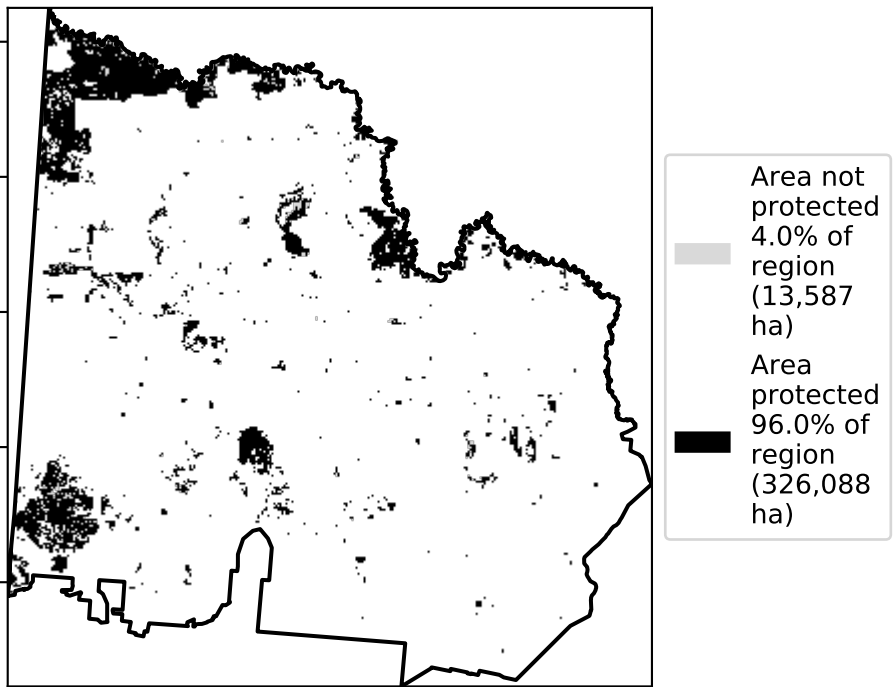 Area not
protected
4.0% of
region
(13,587
ha)
Area
protected
96.0% of
region
(326,088
ha)